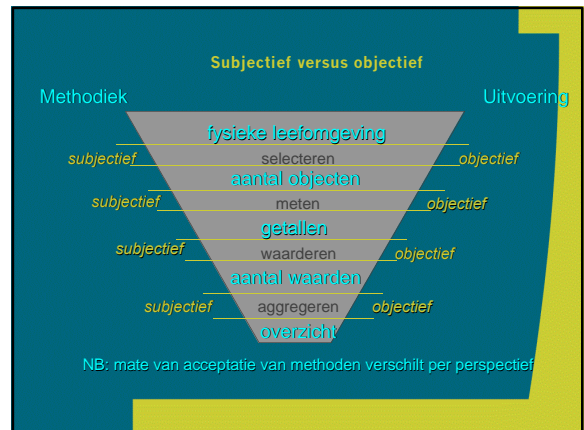 Subjectief versus objectief
Methodiek Uitvoering
fysieke leefomgeving
subjectief selecteren objectief
aantal objecten
subjectief meten objectief
getallen
subjectief waarderen objectief
aantal waarden
subjectief aggregeren objectief
overzicht
NB: mate van acceptatie van methoden verschilt per perspectief